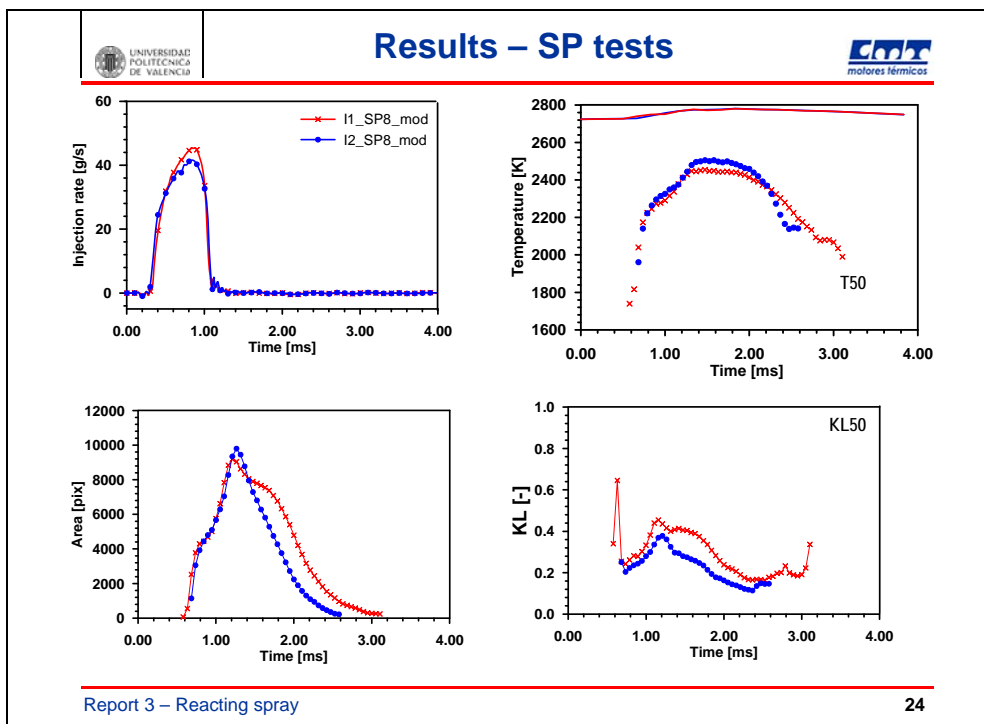 UNIVERSIDAD
POLITECNICA
DE VALENCIA
Results – SP tests
CMT
motores térmicos
60
40
20
0
Injection rate [g/s]
I1_SP8_mod
I2_SP8_mod
0.00 1.00 2.00 3.00 4.00
Time [ms]
2800
2600
2400
2200
2000
1800
1600
Temperature [K]
T50
0.00 1.00 2.00 3.00 4.00
Time [ms]
12000
10000
8000
6000
4000
2000
0
Area [pix]
0.00 1.00 2.00 3.00 4.00
Time [ms]
1.0
0.8
0.6
0.4
0.2
0.0
KL [-]
KL50
0.00 1.00 2.00 3.00 4.00
Time [ms]
Report 3 – Reacting spray
24